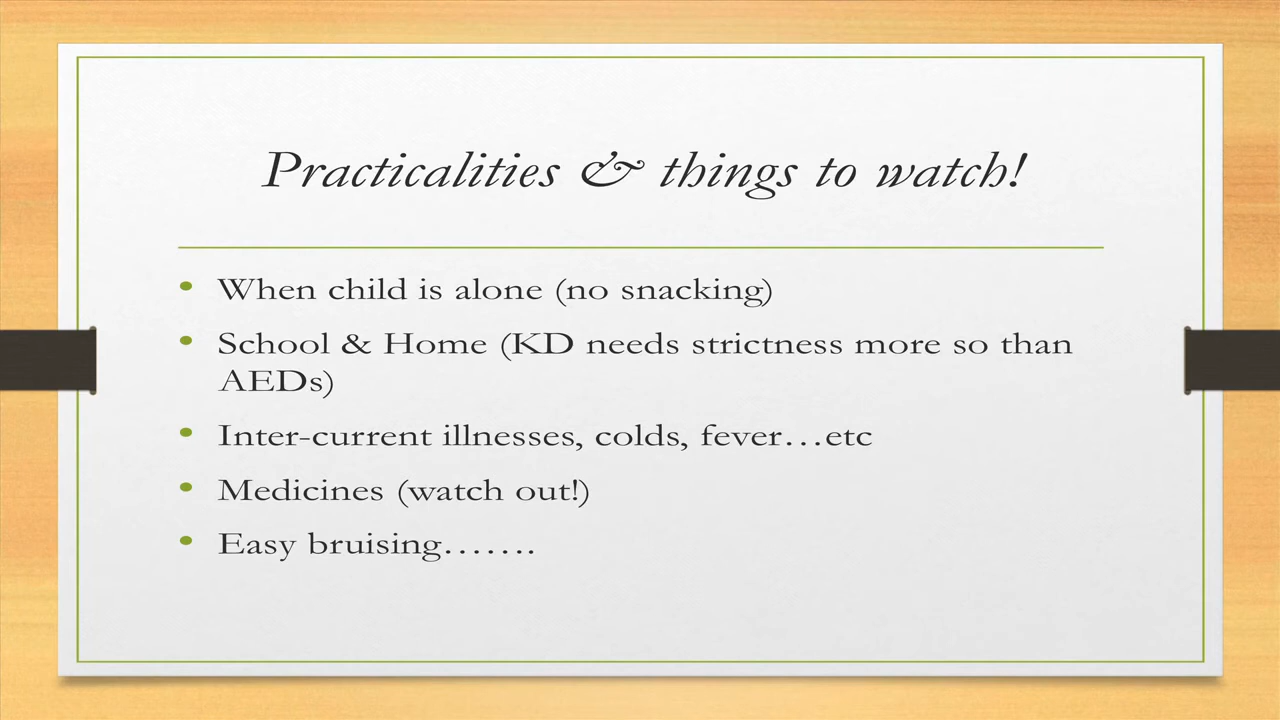 Practicalities & things to watch!
• When child is alone (no snacking)
• School & Home (KD needs strictness more so than
AEDs)
• Inter-current illnesses, colds, fever…etc
• Medicines (watch out!)
• Easy bruising…….